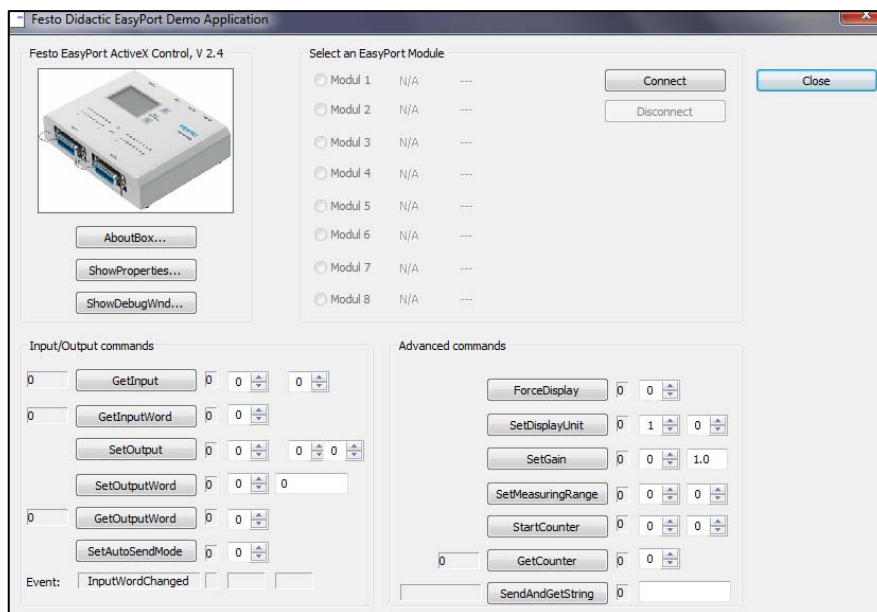 Festo Didactic EasyPort Demo Application
Festo EasyPort ActiveX Control, V 2.4
AboutBox...
ShowProperties...
ShowDebugWnd...
Select an EasyPort Module
Modul 1 N/A ---
Modul 2 N/A ---
Modul 3 N/A ---
Modul 4 N/A ---
Modul 5 N/A ---
Modul 6 N/A ---
Modul 7 N/A ---
Modul 8 N/A ---
Connect
Disconnect
Close
Input/Output commands
0 GetInput 0 0 0
0 GetInputWord 0 0
SetOutput 0 0 0 0
SetOutputWord 0 0 0
0 GetOutputWord 0 0
SetAutoSendMode 0 0
Event: InputWordChanged
Advanced commands
ForceDisplay 0 0
SetDisplayUnit 0 1 0
SetGain 0 0 1.0
SetMeasuringRange 0 0 0
StartCounter 0 0 0
0 GetCounter 0 0
SendAndGetString 0